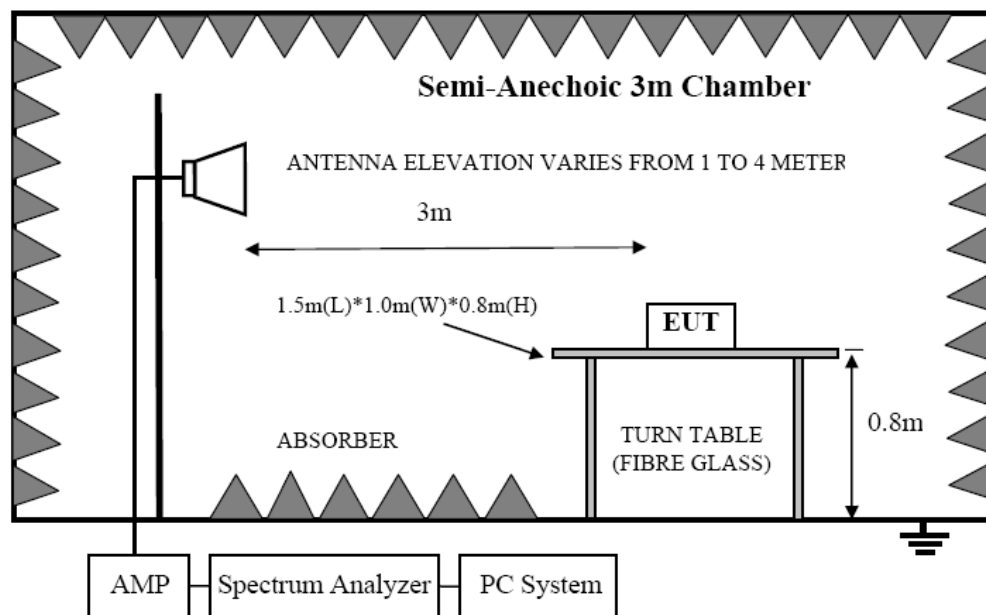 Semi-Anechoic 3m Chamber
ANTENNA ELEVATION VARIES FROM 1 TO 4 METER
3m
1.5m(L)*1.0m(W)*0.8m(H)
EUT
0.8m
ABSORBER
TURN TABLE
(FIBRE GLASS)
AMP
Spectrum Analyzer
PC System